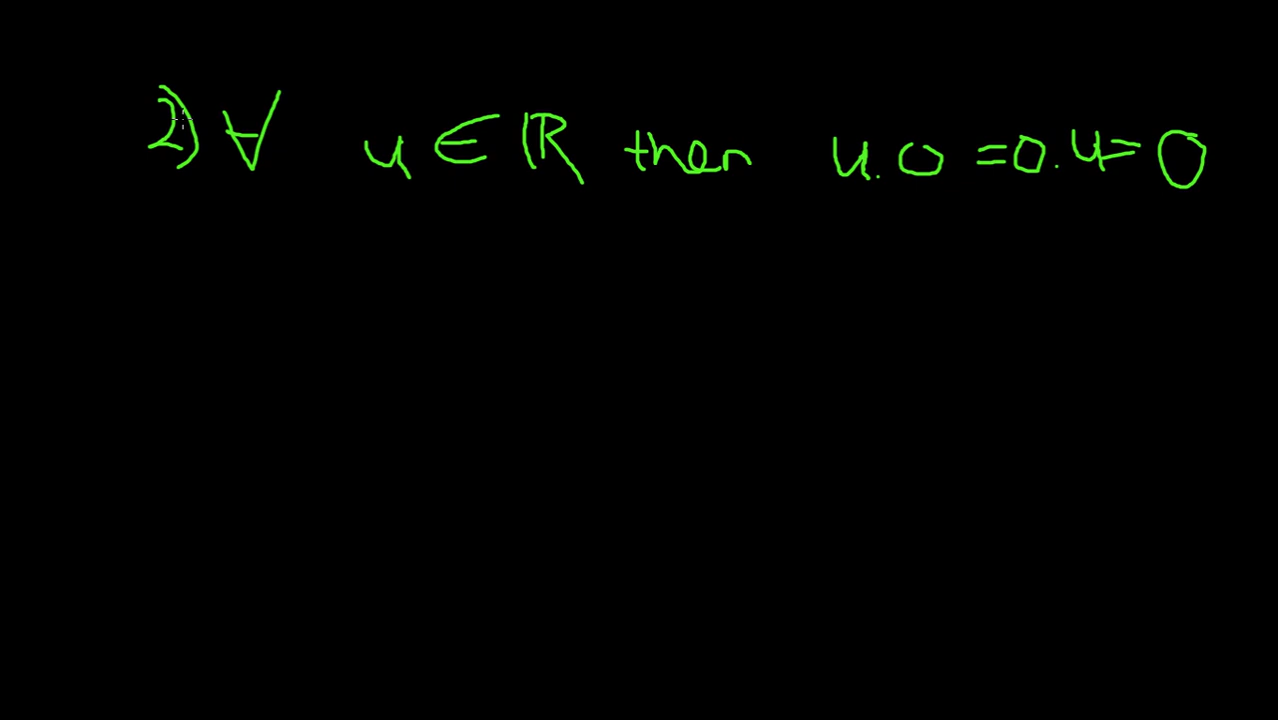 2) ∀ u ∈ ℝ then u.0 = 0.u = 0